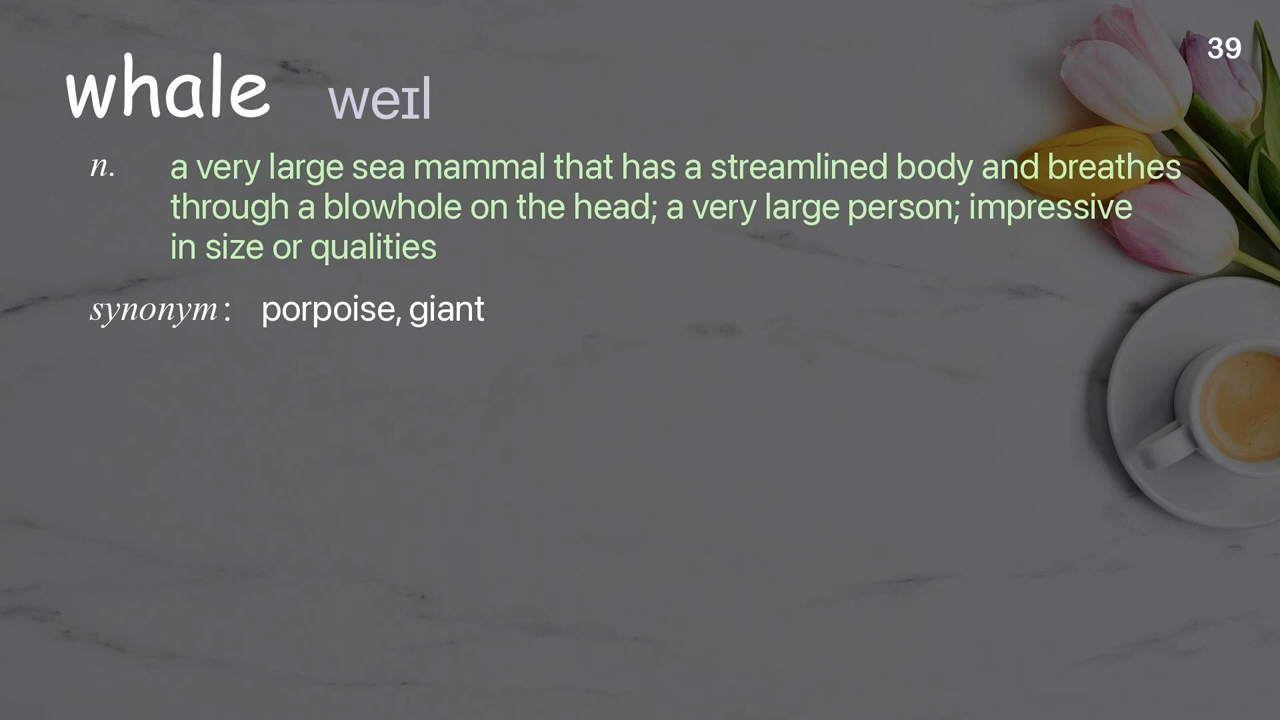 39
whale weɪl
n. a very large sea mammal that has a streamlined body and breathes
through a blowhole on the head; a very large person; impressive
in size or qualities
synonym: porpoise, giant